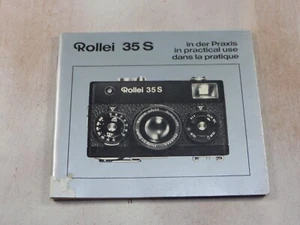 Rollei 35 S
in der Praxis
in practical use
dans la pratique
Rollei 35 S